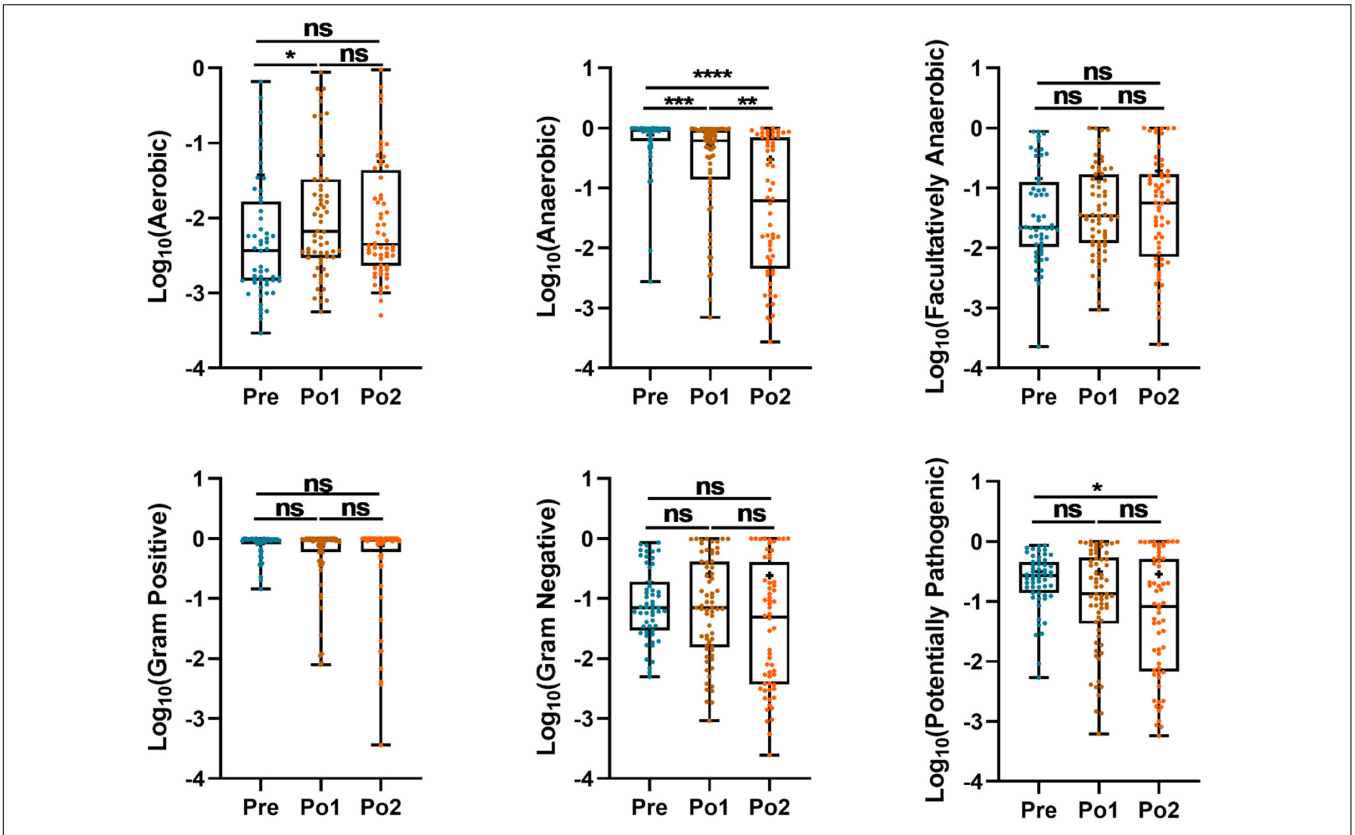 ns
* ns
0
-1
-2
-3
-4
Log10(Aerobic)
Pre Po1 Po2
****
*** **
1
0
-1
-2
-3
-4
Log10(Anaerobic)
Pre Po1 Po2
ns
ns ns
1
0
-1
-2
-3
-4
Log10(Facultatively Anaerobic)
Pre Po1 Po2
ns
ns ns
1
0
-1
-2
-3
-4
Log10(Gram Positive)
Pre Po1 Po2
ns
ns ns
1
0
-1
-2
-3
-4
Log10(Gram Negative)
Pre Po1 Po2
*
ns ns
1
0
-1
-2
-3
-4
Log10(Potentially Pathogenic)
Pre Po1 Po2